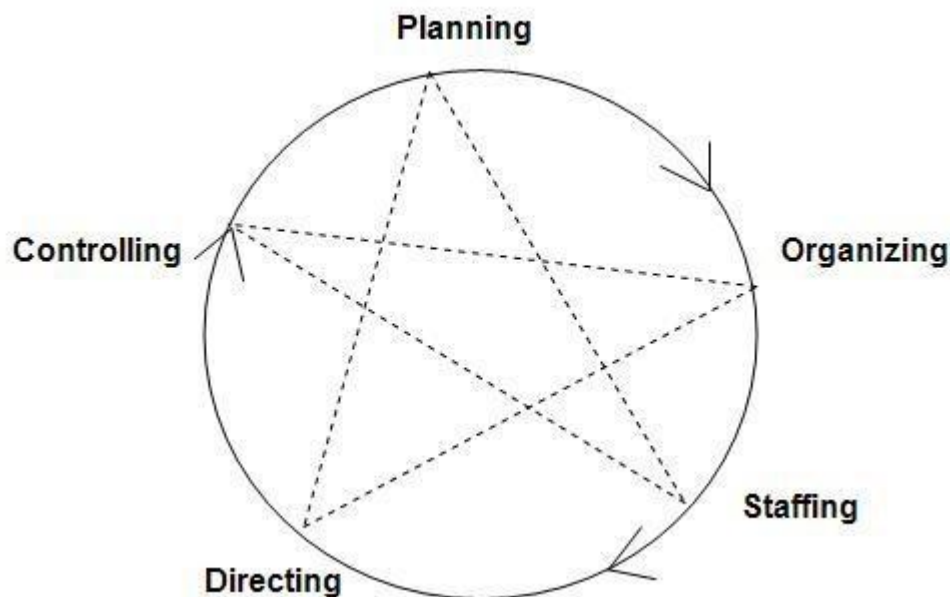 Planning
Organizing
Staffing
Directing
Controlling